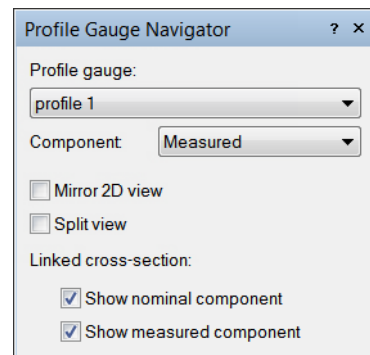 Profile Gauge Navigator ? ×
Profile gauge:
profile 1
Component: Measured
Mirror 2D view
Split view
Linked cross-section:
Show nominal component
Show measured component